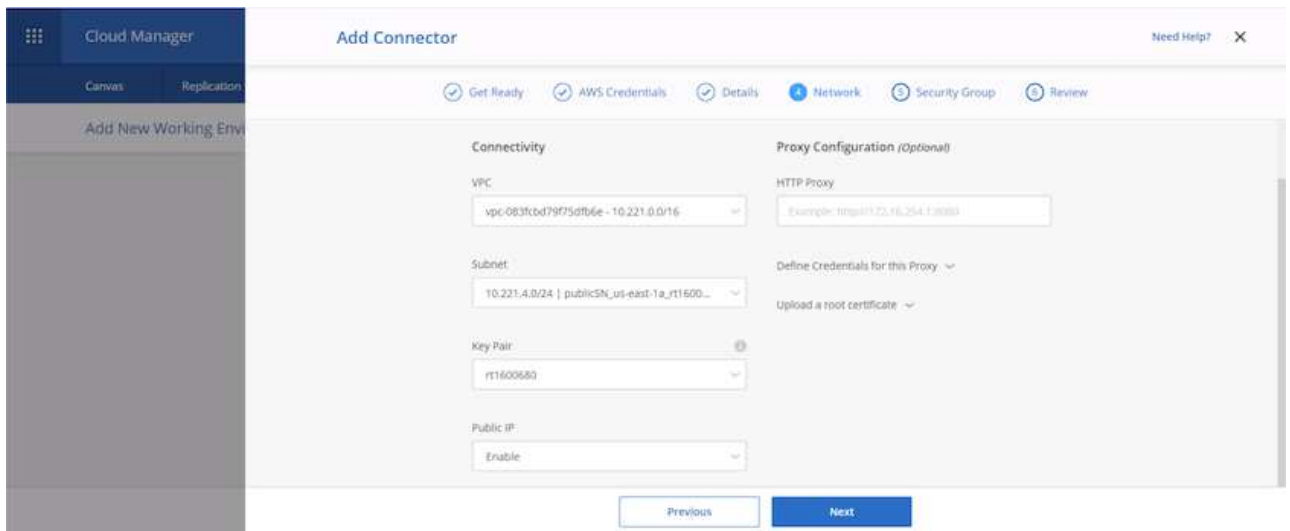 Cloud Manager
Add Connector
Need Help?
Canvas
Replication
Get Ready
AWS Credentials
Details
4 Network
5 Security Group
6 Review
Add New Working Envi
Connectivity
VPC
vpc-083fcbd79f75dfb6e - 10.221.0.0/16
Subnet
10.221.4.0/24 | publicSN_us-east-1a_rt1600...
Key Pair
rt1600680
Public IP
Enable
Proxy Configuration (Optional)
HTTP Proxy
Example:
Define Credentials for this Proxy
Upload a root certificate
Previous
Next